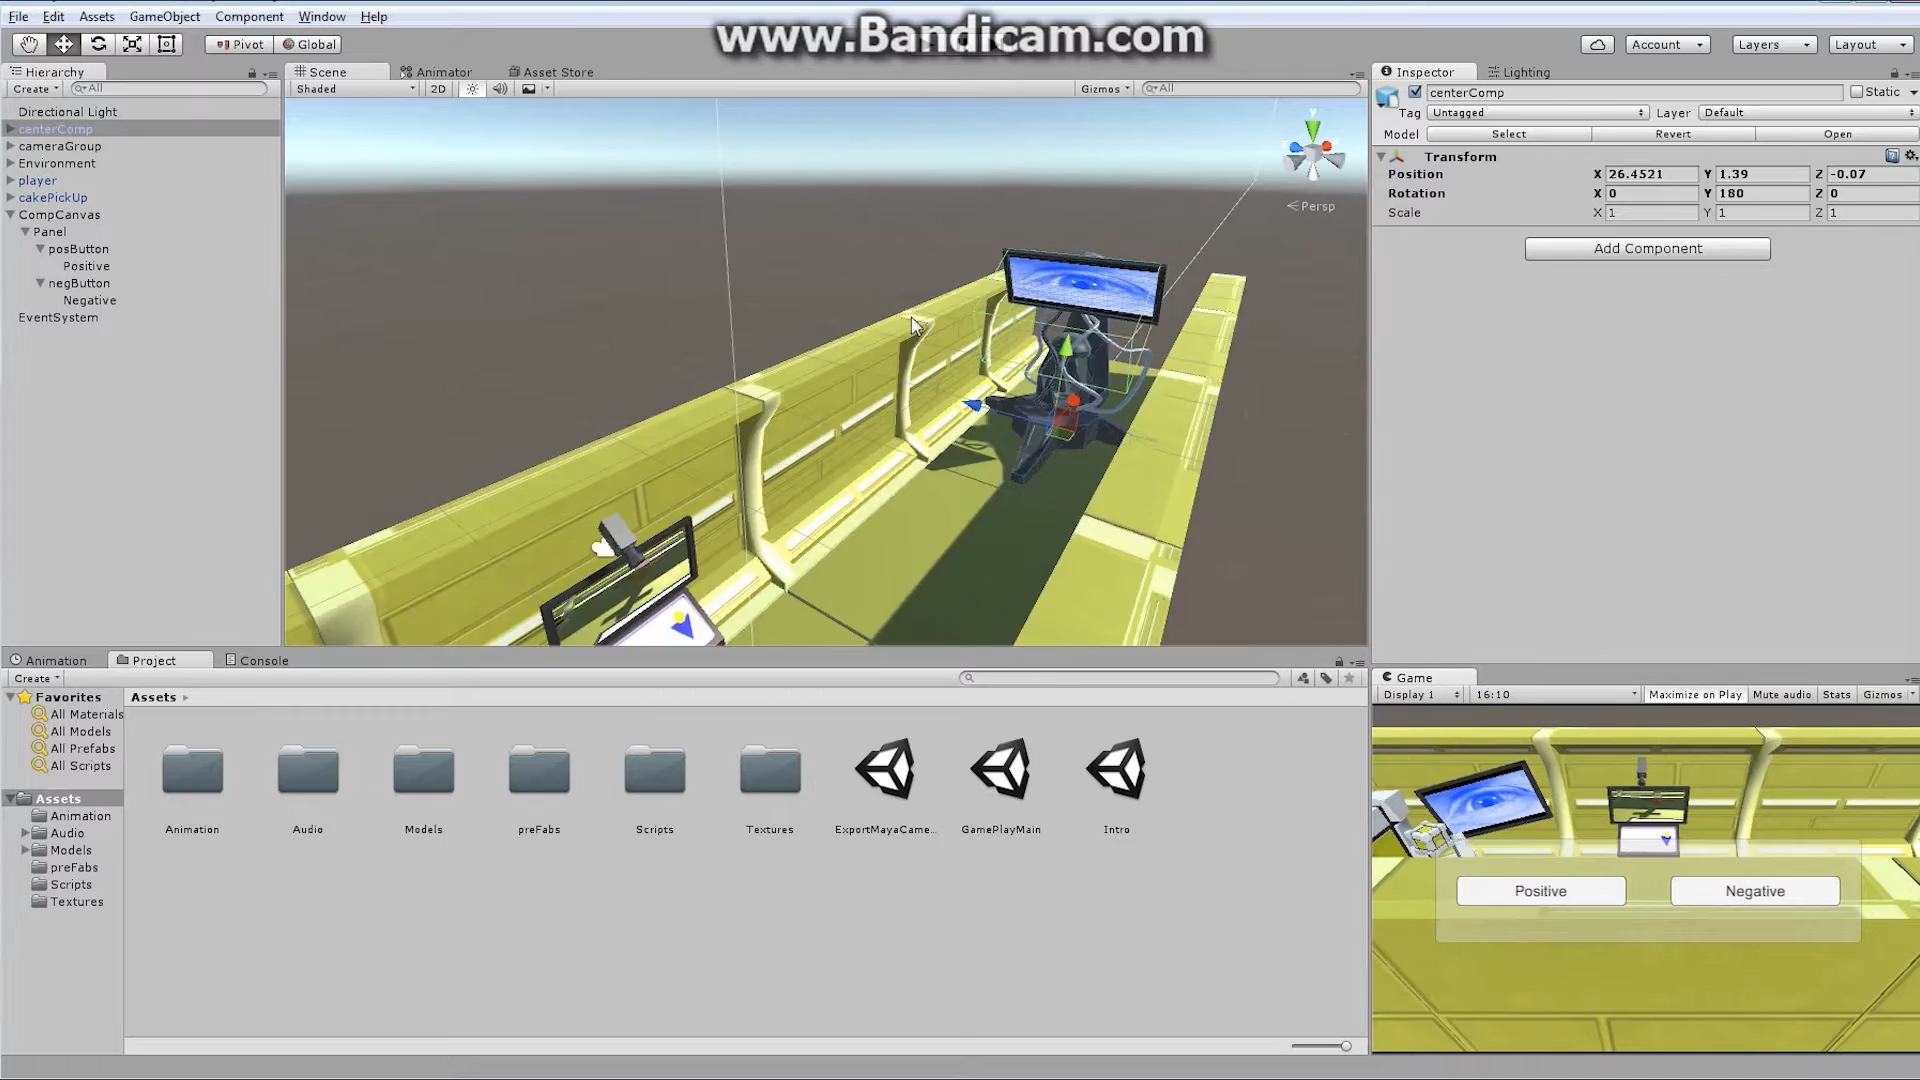 File Edit Assets GameObject Component Window Help
www.Bandicam.com
Pivot Global Account Layers Layout
Hierarchy Scene Animator Asset Store Inspector Lighting
Create All Shaded 2D Gizmos All centerComp Static
Directional Light Tag Untagged Layer Default
centerComp Model Select Revert Open
cameraGroup Transform
Environment Position X 26.4521 Y 1.39 Z -0.07
player Rotation X 0 Y 180 Z 0
cakePickUp Scale X 1 Y 1 Z 1
CompCanvas y
Panel Persp
posButton Add Component
Positive
negButton
Negative
EventSystem
Animation Project Console Game
Create Display 1 16:10 Maximize on Play Mute audio Stats Gizmos
Favorites Assets
All Materials
All Models
All Prefabs
All Scripts
Assets
Animation
Audio
Models
preFabs
Scripts
Textures
Animation Audio Models preFabs Scripts Textures ExportMayaCame... GamePlayMain Intro
Positive Negative